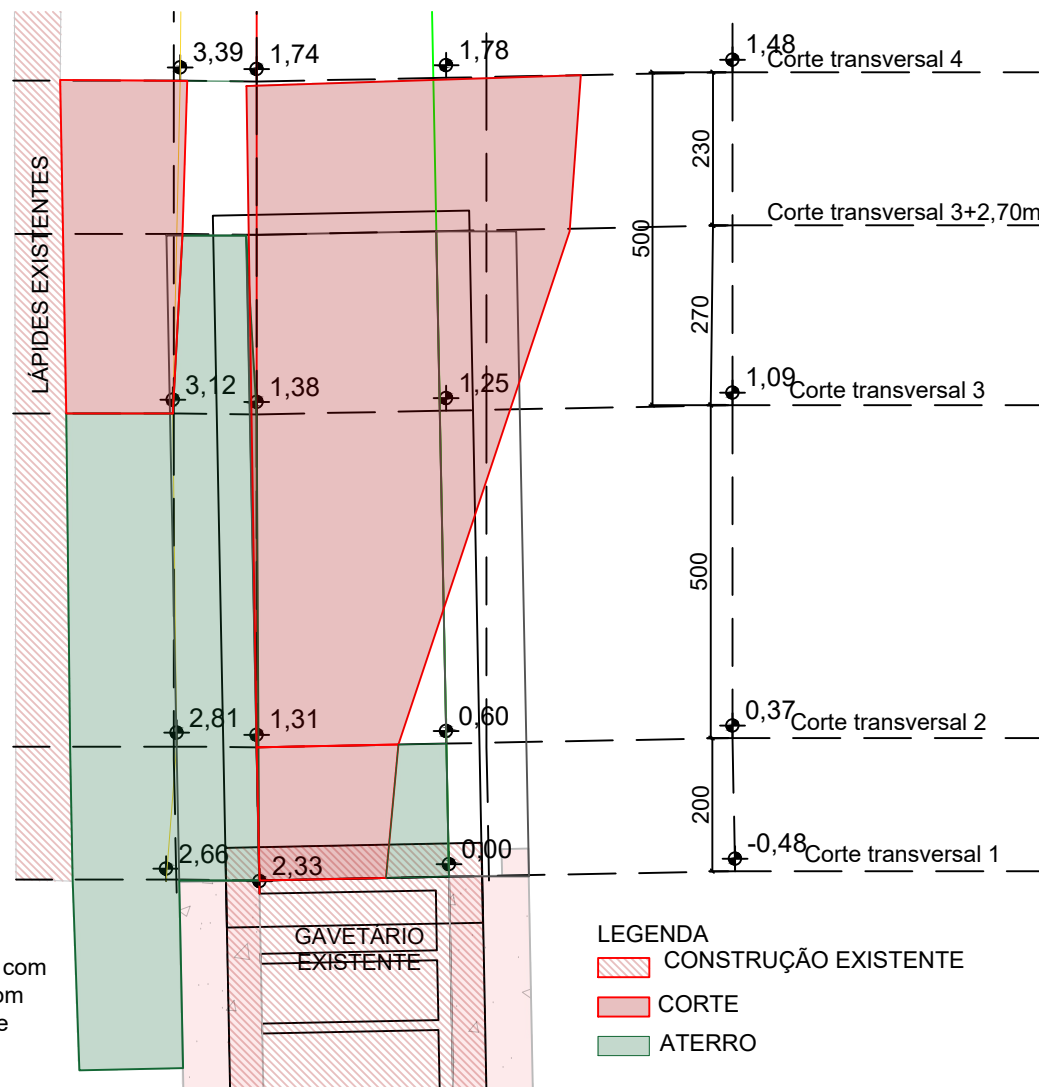 3,39
1,74
1,78
1,48
Corte transversal 4
LÁPIDES EXISTENTES
230
Corte transversal 3+2,70m
500
270
3,12
1,38
1,25
1,09
Corte transversal 3
500
2,81
1,31
0,60
0,37
Corte transversal 2
200
2,66
2,33
0,00
-0,48
Corte transversal 1
GAVETÁRIO
EXISTENTE
com
om
e
LEGENDA
CONSTRUÇÃO EXISTENTE
CORTE
ATERRO